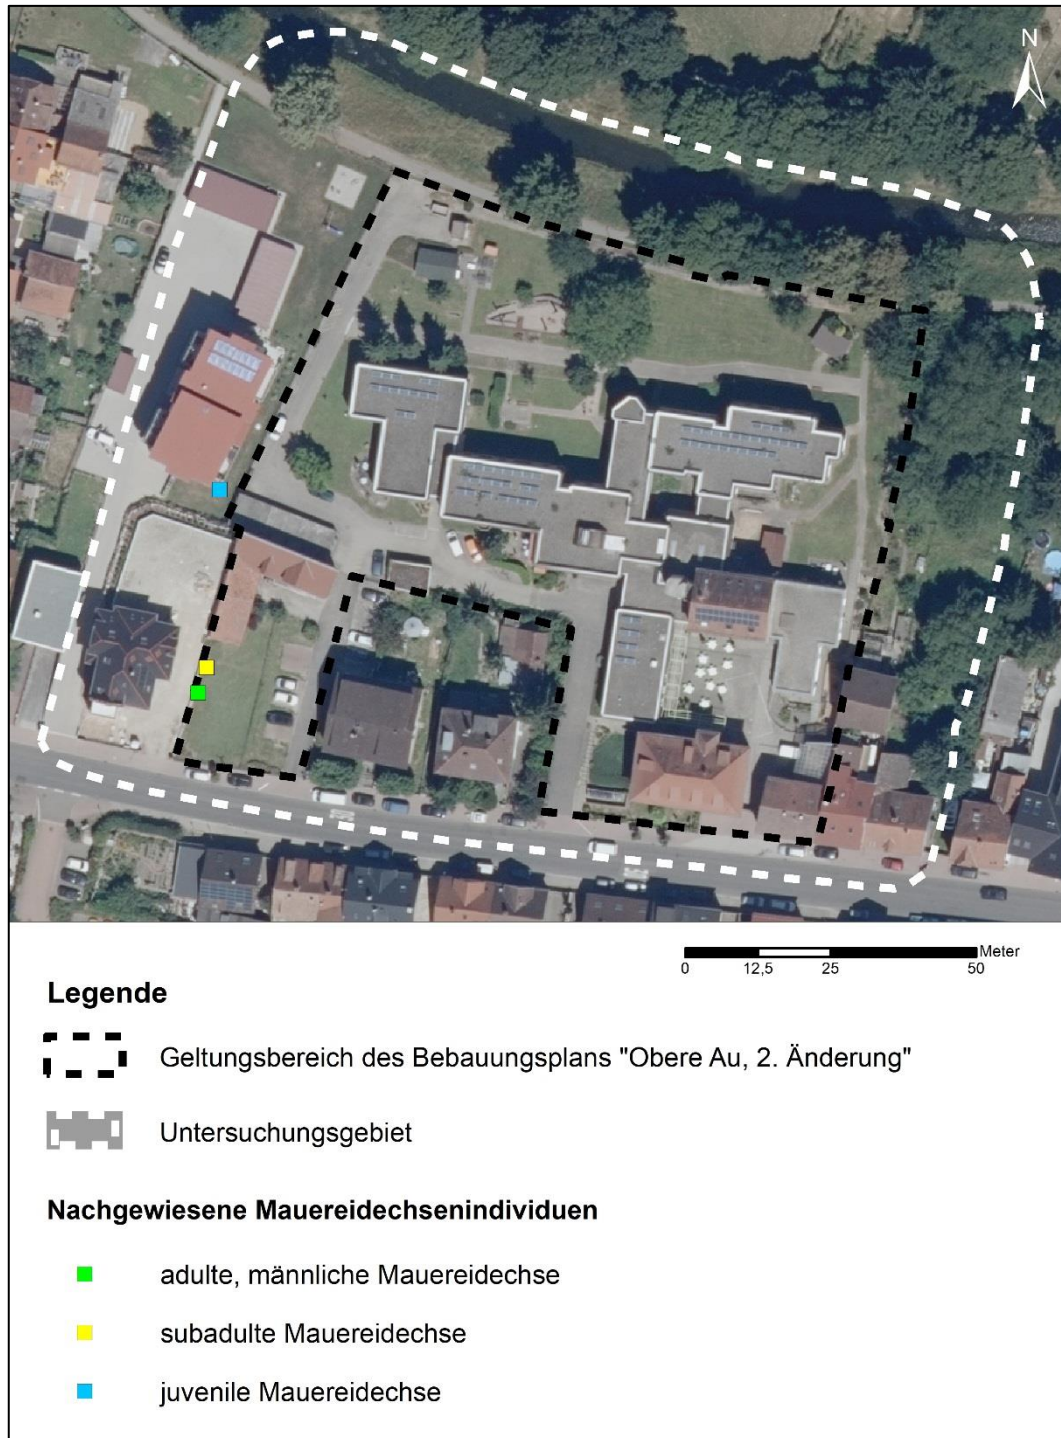 N
Meter
0 12,5 25 50
Legende
Geltungsbereich des Bebauungsplans "Obere Au, 2. Änderung"
Untersuchungsgebiet
Nachgewiesene Mauereidechsenindividuen
adulte, männliche Mauereidechse
subadulte Mauereidechse
juvenile Mauereidechse